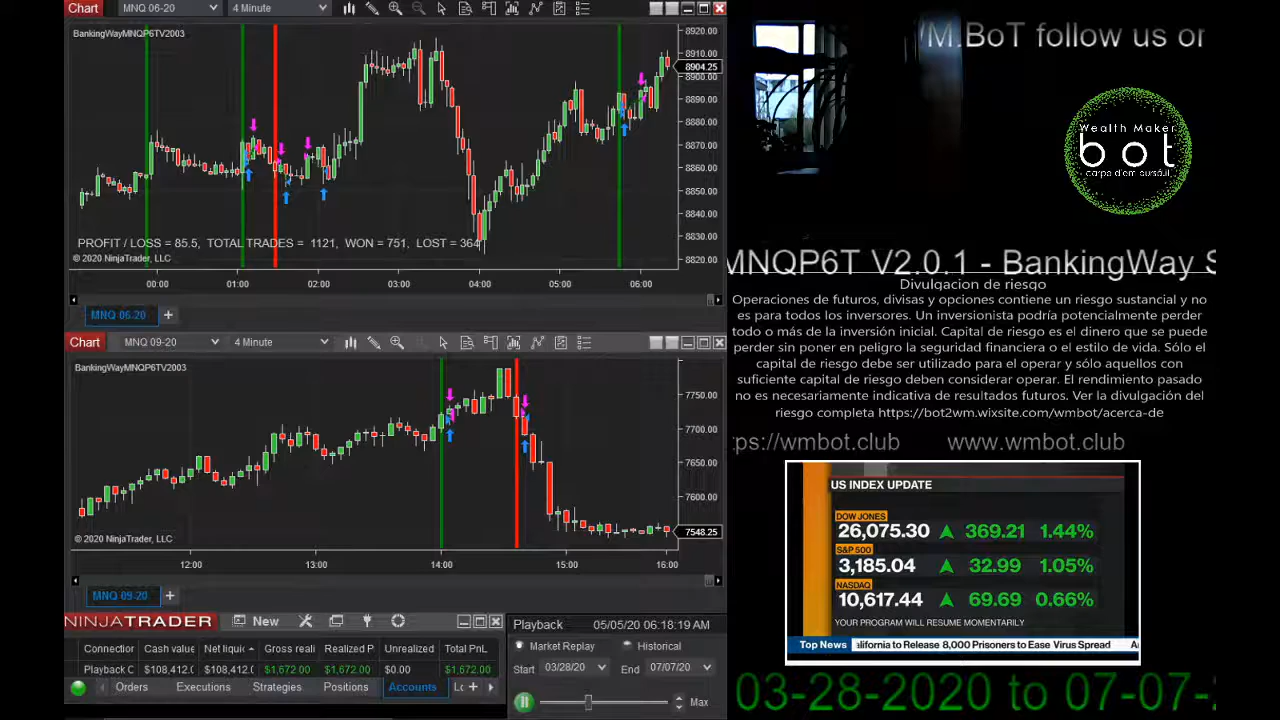 Chart MNQ 06-20 4 Minute
BankingWayMNQP6TV2003
8920.00
8910.00
8904.25
8900.00
8890.00
8880.00
8870.00
8860.00
8850.00
8840.00
8830.00
8820.00
PROFIT / LOSS = 85.5, TOTAL TRADES = 1121, WON = 751, LOST = 364
© 2020 NinjaTrader, LLC
00:00 01:00 02:00 03:00 04:00 05:00 06:00
MNQ 06-20 +
Chart MNQ 09-20 4 Minute
BankingWayMNQP6TV2003
7750.00
7700.00
7650.00
7600.00
7548.25
© 2020 NinjaTrader, LLC
12:00 13:00 14:00 15:00 16:00
MNQ 09-20 +
NINJATRADER New
Connection Cash value Net liquic Gross reali Realized P Unrealized Total PnL
Playback C $108,412.0 $108,412.0 $1,672.00 $1,672.00 $0.00 $1,672.00
Orders Executions Strategies Positions Accounts Lo +
Playback 05/05/20 06:18:19 AM
Market Replay Historical
Start 03/28/20 End 07/07/20
Max
M.BoT follow us or
Wealth Maker
bot
MNQP6T V2.0.1 - BankingWay S
Divulgacion de riesgo
Operaciones de futuros, divisas y opciones contiene un riesgo sustancial y no
es para todos los inversores. Un inversionista podría potencialmente perder
todo o más de la inversión inicial. Capital de riesgo es el dinero que se puede
perder sin poner en peligro la seguridad financiera o el estilo de vida. Sólo el
capital de riesgo debe ser utilizado para el operar y sólo aquellos con
suficiente capital de riesgo deben considerar operar. El rendimiento pasado
no es necesariamente indicativa de resultados futuros. Ver la divulgación del
riesgo completa https://bot2wm.wixsite.com/wmbot/acerca-de
tps://wmbot.club www.wmbot.club
US INDEX UPDATE
DOW JONES
26,075.30 369.21 1.44%
S&P 500
3,185.04 32.99 1.05%
NASDAQ
10,617.44 69.69 0.66%
YOUR PROGRAM WILL RESUME MOMENTARILY
Top News alifornia to Release 8,000 Prisoners to Ease Virus Spread
03-28-2020 to 07-07-